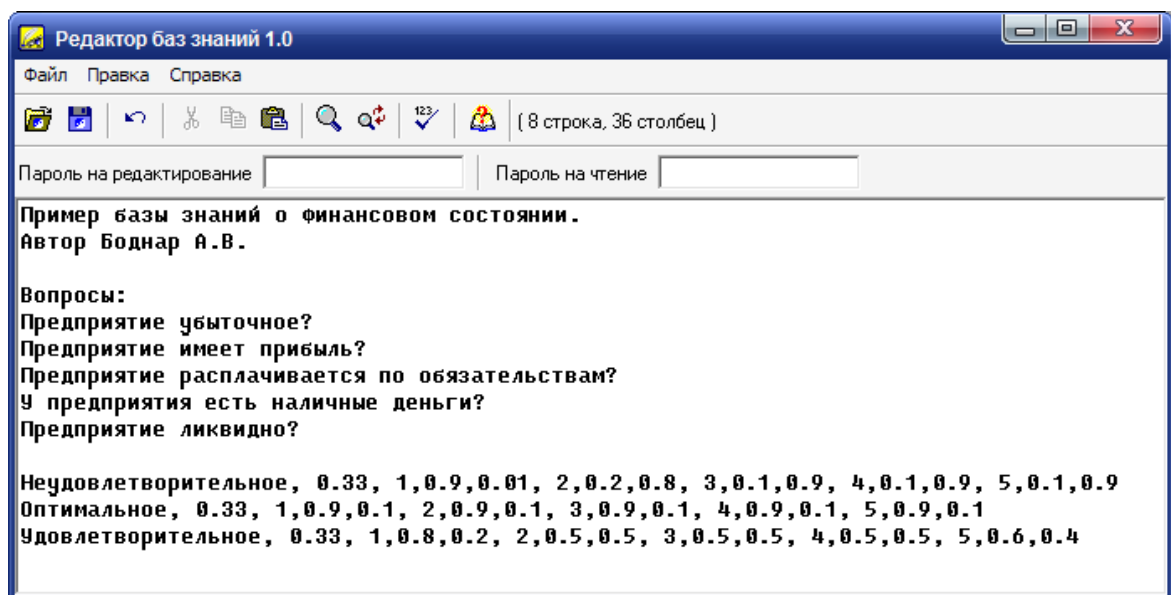 Редактор баз знаний 1.0
Файл Правка Справка
123 ( 8 строка, 36 столбец )
Пароль на редактирование Пароль на чтение
Пример базы знаний о финансовом состоянии.
Автор Боднар А.В.
Вопросы:
Предприятие убыточное?
Предприятие имеет прибыль?
Предприятие расплачивается по обязательствам?
У предприятия есть наличные деньги?
Предприятие ликвидно?
Неудовлетворительное, 0.33, 1,0.9,0.01, 2,0.2,0.8, 3,0.1,0.9, 4,0.1,0.9, 5,0.1,0.9
Оптимальное, 0.33, 1,0.9,0.1, 2,0.9,0.1, 3,0.9,0.1, 4,0.9,0.1, 5,0.9,0.1
Удовлетворительное, 0.33, 1,0.8,0.2, 2,0.5,0.5, 3,0.5,0.5, 4,0.5,0.5, 5,0.6,0.4